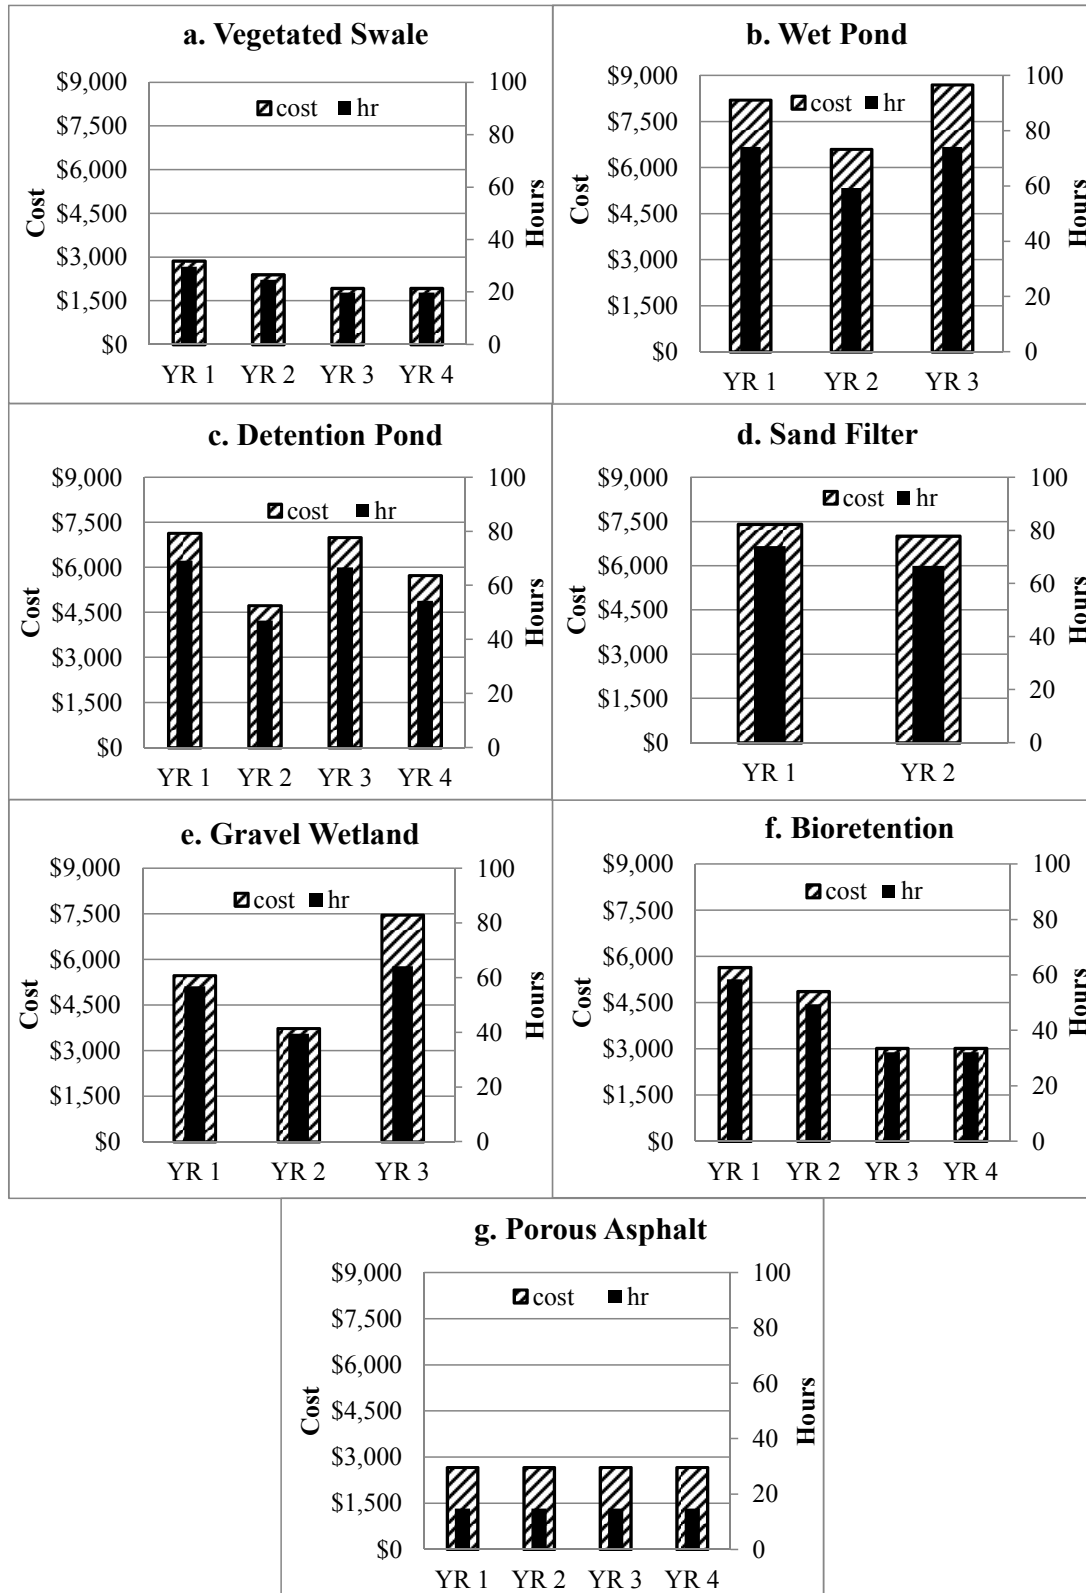 a. Vegetated Swale
$9,000
$7,500
$6,000
$4,500
$3,000
$1,500
$0
Cost
cost hr
100
80
60
40
20
0
Hours
YR 1 YR 2 YR 3 YR 4
b. Wet Pond
$9,000
$7,500
$6,000
$4,500
$3,000
$1,500
$0
Cost
cost hr
100
80
60
40
20
0
Hours
YR 1 YR 2 YR 3
c. Detention Pond
$9,000
$7,500
$6,000
$4,500
$3,000
$1,500
$0
Cost
cost hr
100
80
60
40
20
0
Hours
YR 1 YR 2 YR 3 YR 4
d. Sand Filter
$9,000
$7,500
$6,000
$4,500
$3,000
$1,500
$0
Cost
cost hr
100
80
60
40
20
0
Hours
YR 1 YR 2
e. Gravel Wetland
$9,000
$7,500
$6,000
$4,500
$3,000
$1,500
$0
Cost
cost hr
100
80
60
40
20
0
Hours
YR 1 YR 2 YR 3
f. Bioretention
$9,000
$7,500
$6,000
$4,500
$3,000
$1,500
$0
Cost
cost hr
100
80
60
40
20
0
Hours
YR 1 YR 2 YR 3 YR 4
g. Porous Asphalt
$9,000
$7,500
$6,000
$4,500
$3,000
$1,500
$0
Cost
cost hr
100
80
60
40
20
0
Hours
YR 1 YR 2 YR 3 YR 4